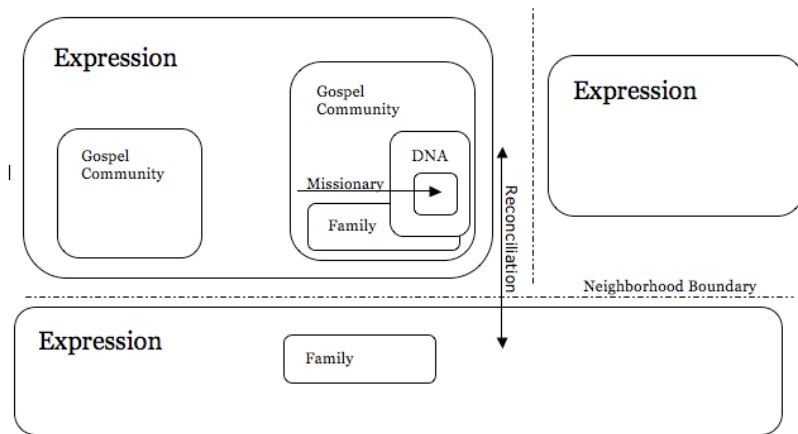 Expression
Gospel
Community
Gospel
Community
DNA
Missionary
Family
Reconciliation
Expression
Neighborhood Boundary
Expression
Family